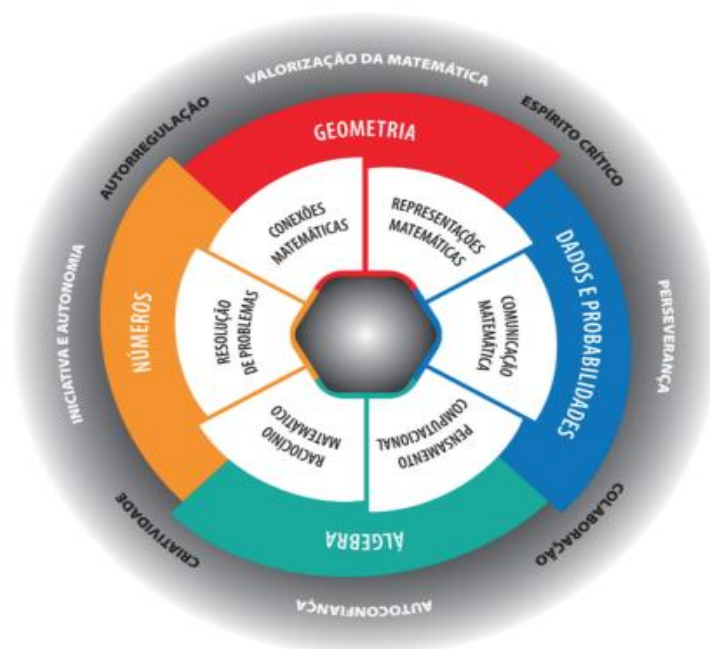 VALORIZAÇÃO DA MATEMÁTICA
ESPÍRITO CRÍTICO
PERSEVERANÇA
COLABORAÇÃO
AUTOCONFIANÇA
CRIATIVIDADE
INICIATIVA E AUTONOMIA
AUTORREGULAÇÃO
GEOMETRIA
DADOS E PROBABILIDADES
ÁLGEBRA
NÚMEROS
CONEXÕES
MATEMÁTICAS
REPRESENTAÇÕES
MATEMÁTICAS
COMUNICAÇÃO
MATEMÁTICA
PENSAMENTO
COMPUTACIONAL
RACIOCÍNIO
MATEMÁTICO
RESOLUÇÃO
DE PROBLEMAS